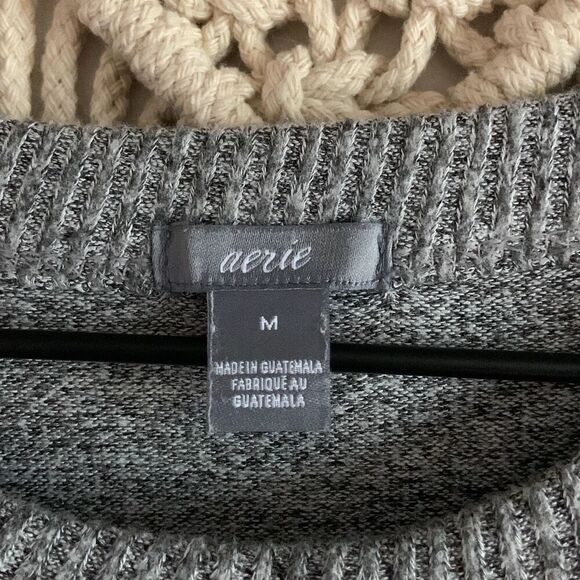 aerie
M
MADE IN GUATEMALA
FABRIQUÉ AU
GUATEMALA